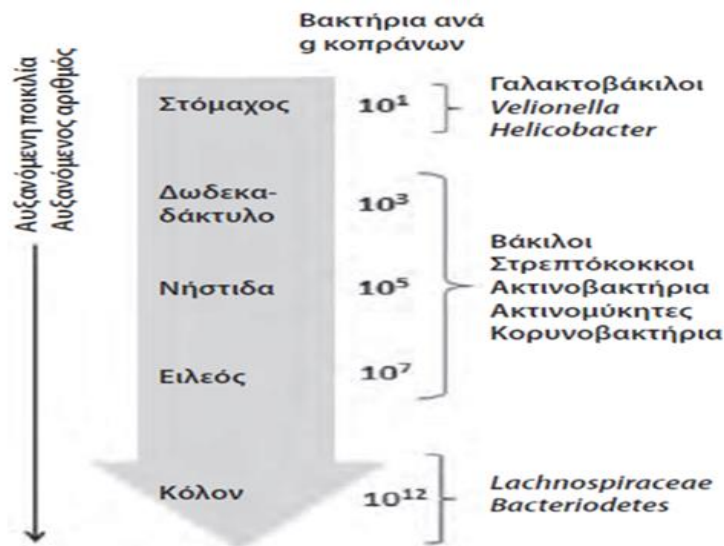 Βακτήρια ανά
g κοπράνων
Αυξανόμενη ποικιλία
Αυξανόμενος αριθμός
Στόμαχος 10¹
Γαλακτοβάκιλοι
Velionella
Helicobacter
Δωδεκα-
δάκτυλο 10³
Νήστιδα 10⁵
Ειλεός 10⁷
Βάκιλοι
Στρεπτόκοκκοι
Ακτινοβακτήρια
Ακτινομύκητες
Κορυνοβακτήρια
Κόλον 10¹²
Lachnospiraceae
Bacteriodetes